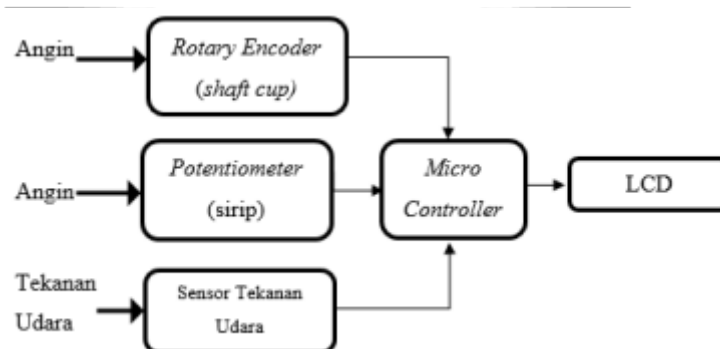 Angin
Rotary Encoder
(shaft cup)
Angin
Potentiometer
(sirip)
Micro
Controller
LCD
Tekanan
Udara
Sensor Tekanan
Udara